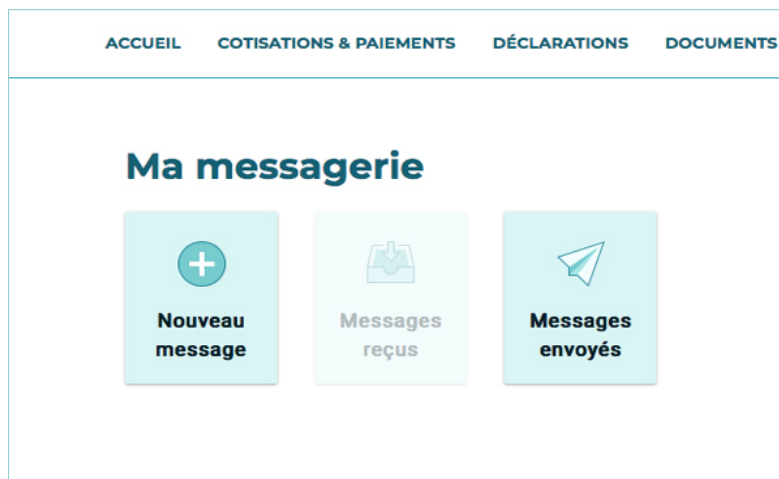 ACCUEIL COTISATIONS & PAIEMENTS DÉCLARATIONS DOCUMENTS
Ma messagerie
Nouveau
message
Messages
reçus
Messages
envoyés